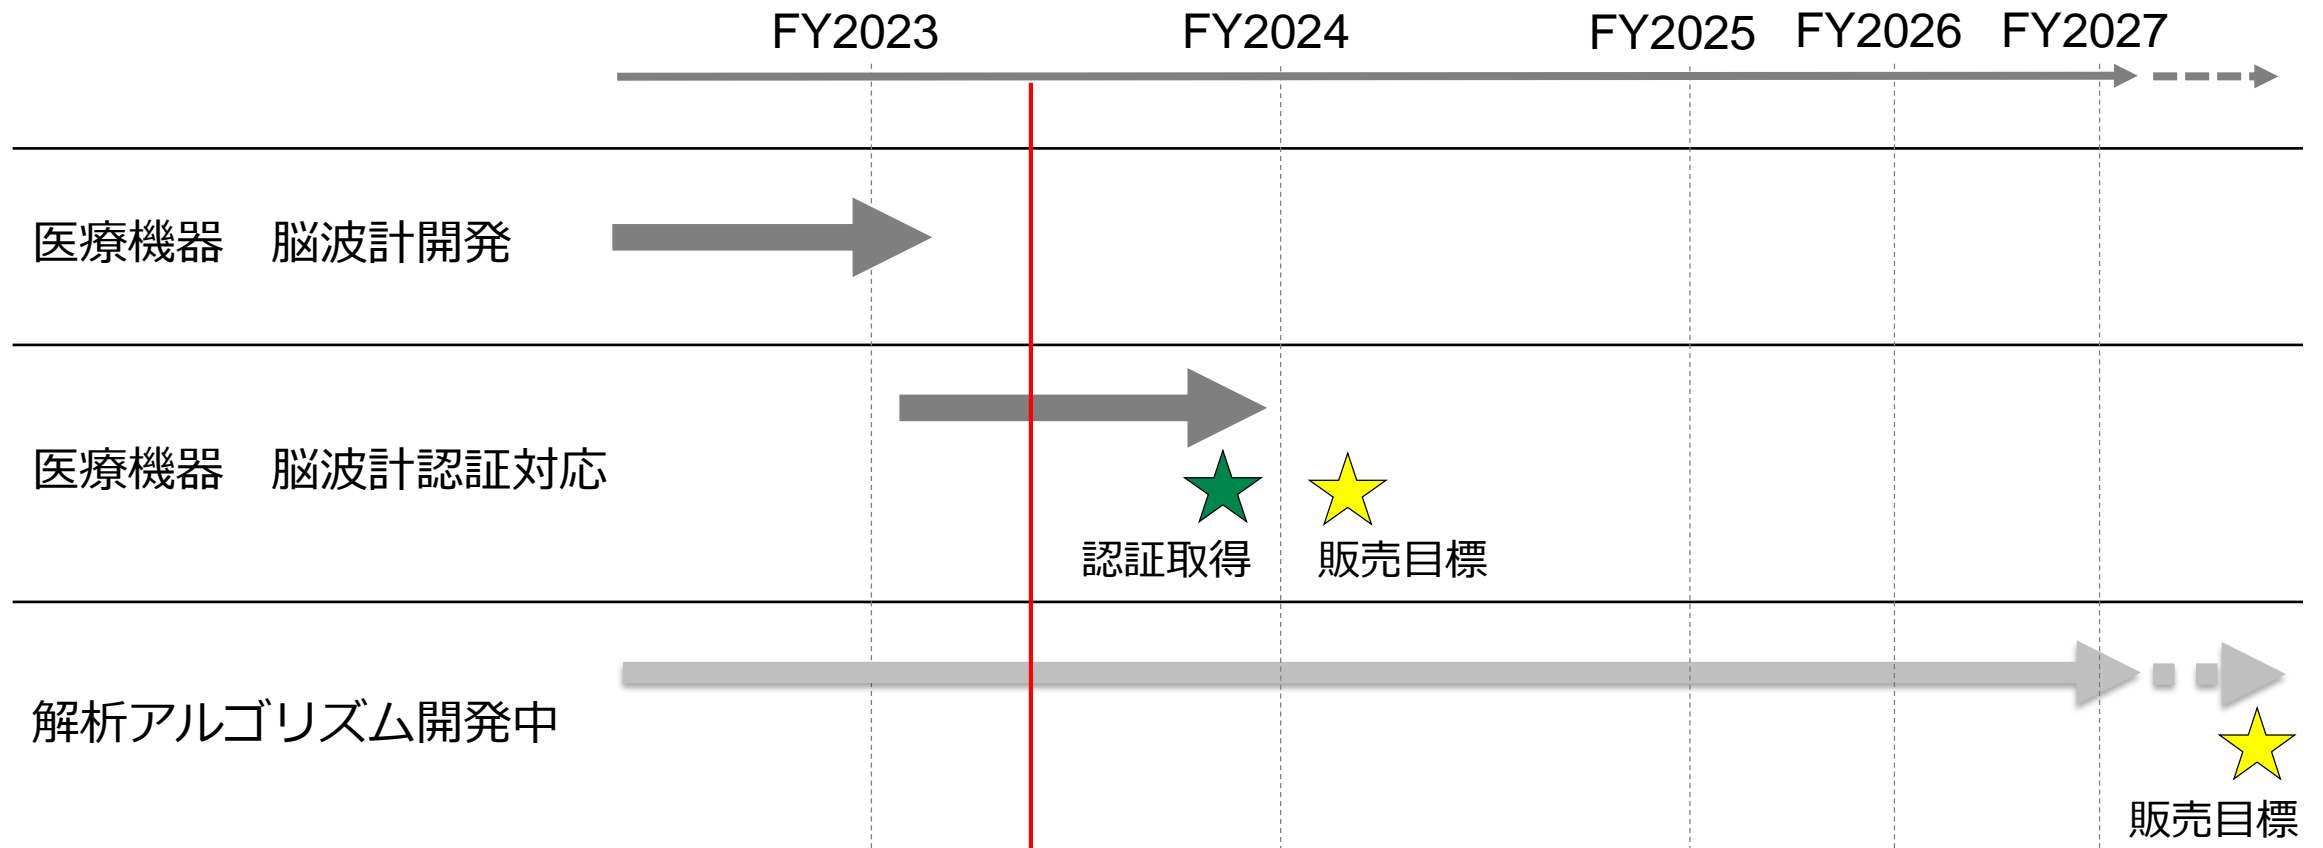 FY2023 FY2024 FY2025 FY2026 FY2027
医療機器　脳波計開発
医療機器　脳波計認証対応
認証取得 販売目標
解析アルゴリズム開発中
販売目標